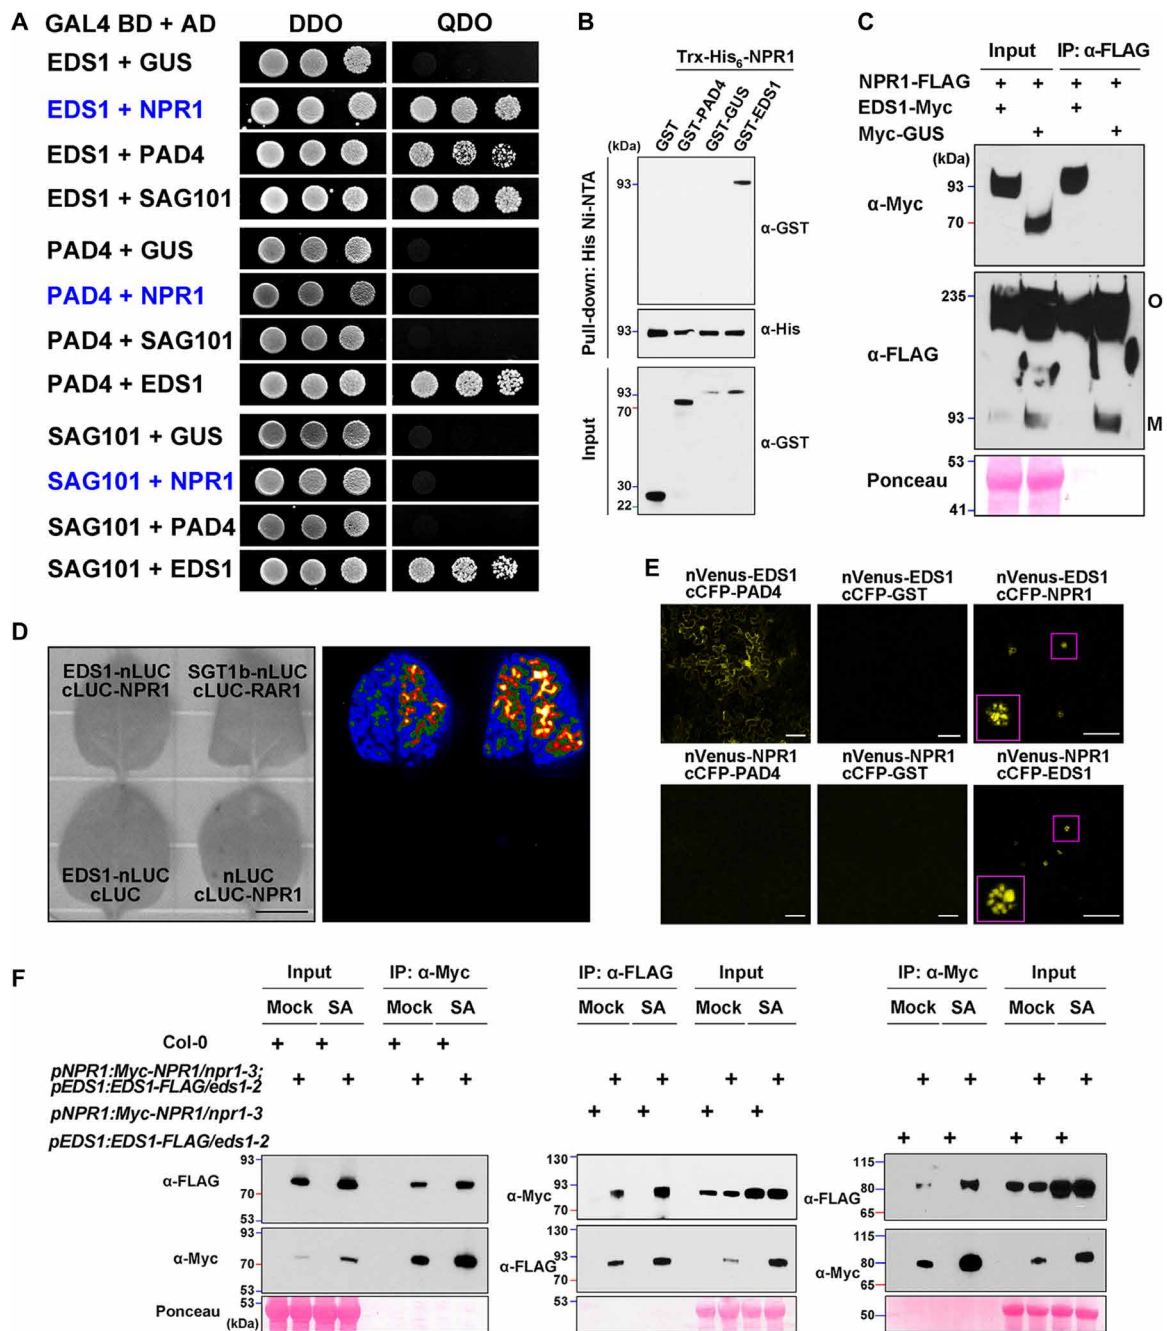 A
GAL4 BD + AD
DDO
QDO
EDS1 + GUS
EDS1 + NPR1
EDS1 + PAD4
EDS1 + SAG101
PAD4 + GUS
PAD4 + NPR1
PAD4 + SAG101
PAD4 + EDS1
SAG101 + GUS
SAG101 + NPR1
SAG101 + PAD4
SAG101 + EDS1
B
Trx-His6-NPR1
GST
GST-PAD4
GST-GUS
GST-EDS1
(kDa)
Pull-down: His Ni-NTA
93
α-GST
93
α-His
Input
93
70
α-GST
30
22
C
Input
IP: α-FLAG
NPR1-FLAG + + + +
EDS1-Myc + +
Myc-GUS + +
(kDa)
93
α-Myc
70
235
O
α-FLAG
93
M
53
Ponceau
41
D
EDS1-nLUC
cLUC-NPR1
SGT1b-nLUC
cLUC-RAR1
EDS1-nLUC
cLUC
nLUC
cLUC-NPR1
E
nVenus-EDS1
cCFP-PAD4
nVenus-EDS1
cCFP-GST
nVenus-EDS1
cCFP-NPR1
nVenus-NPR1
cCFP-PAD4
nVenus-NPR1
cCFP-GST
nVenus-NPR1
cCFP-EDS1
F
Input
IP: α-Myc
IP: α-FLAG
Input
IP: α-Myc
Input
Mock SA Mock SA
Mock SA Mock SA
Mock SA Mock SA
Col-0 + + + +
pNPR1:Myc-NPR1/npr1-3;
pEDS1:EDS1-FLAG/eds1-2 + + + + + + + + + + + +
pNPR1:Myc-NPR1/npr1-3 + + + +
pEDS1:EDS1-FLAG/eds1-2 + + + +
93
α-FLAG
70
53
93
α-Myc
70
53
Ponceau
53
(kDa)
130
α-Myc
93
70
130
α-FLAG
93
70
53
115
α-FLAG
80
65
115
α-Myc
80
65
50